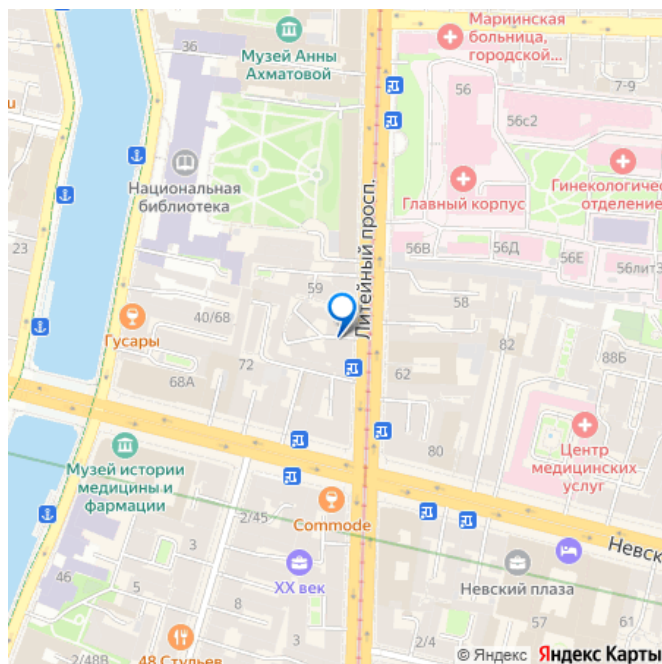 Мариинская
больница,
городской...
36
Музей Анны
Ахматовой
7-9
56
56с2
u
Национальная
библиотека
Главный корпус
Гинекологичес
отделение
Литейный просп.
23
56В
56Д
56Е
56лит3
59
58
40/68
Гусары
82
72
88Б
68А
62
80
Центр
медицинских
услуг
Музей истории
медицины и
фармации
Commode
2/45
3
Невск
46
5
XX век
Невский плаза
8
3
57
57
6
2/48В
48 Стульев
2/4
© Яндекс
Яндекс Карты